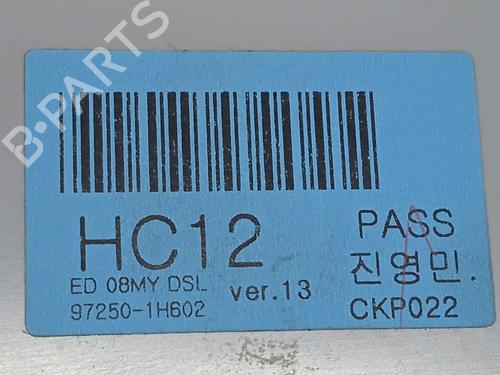 B-PARTS
HC12
ED 08MY DSL
97250-1H602
ver.13
PASS
진영민.
CKP022